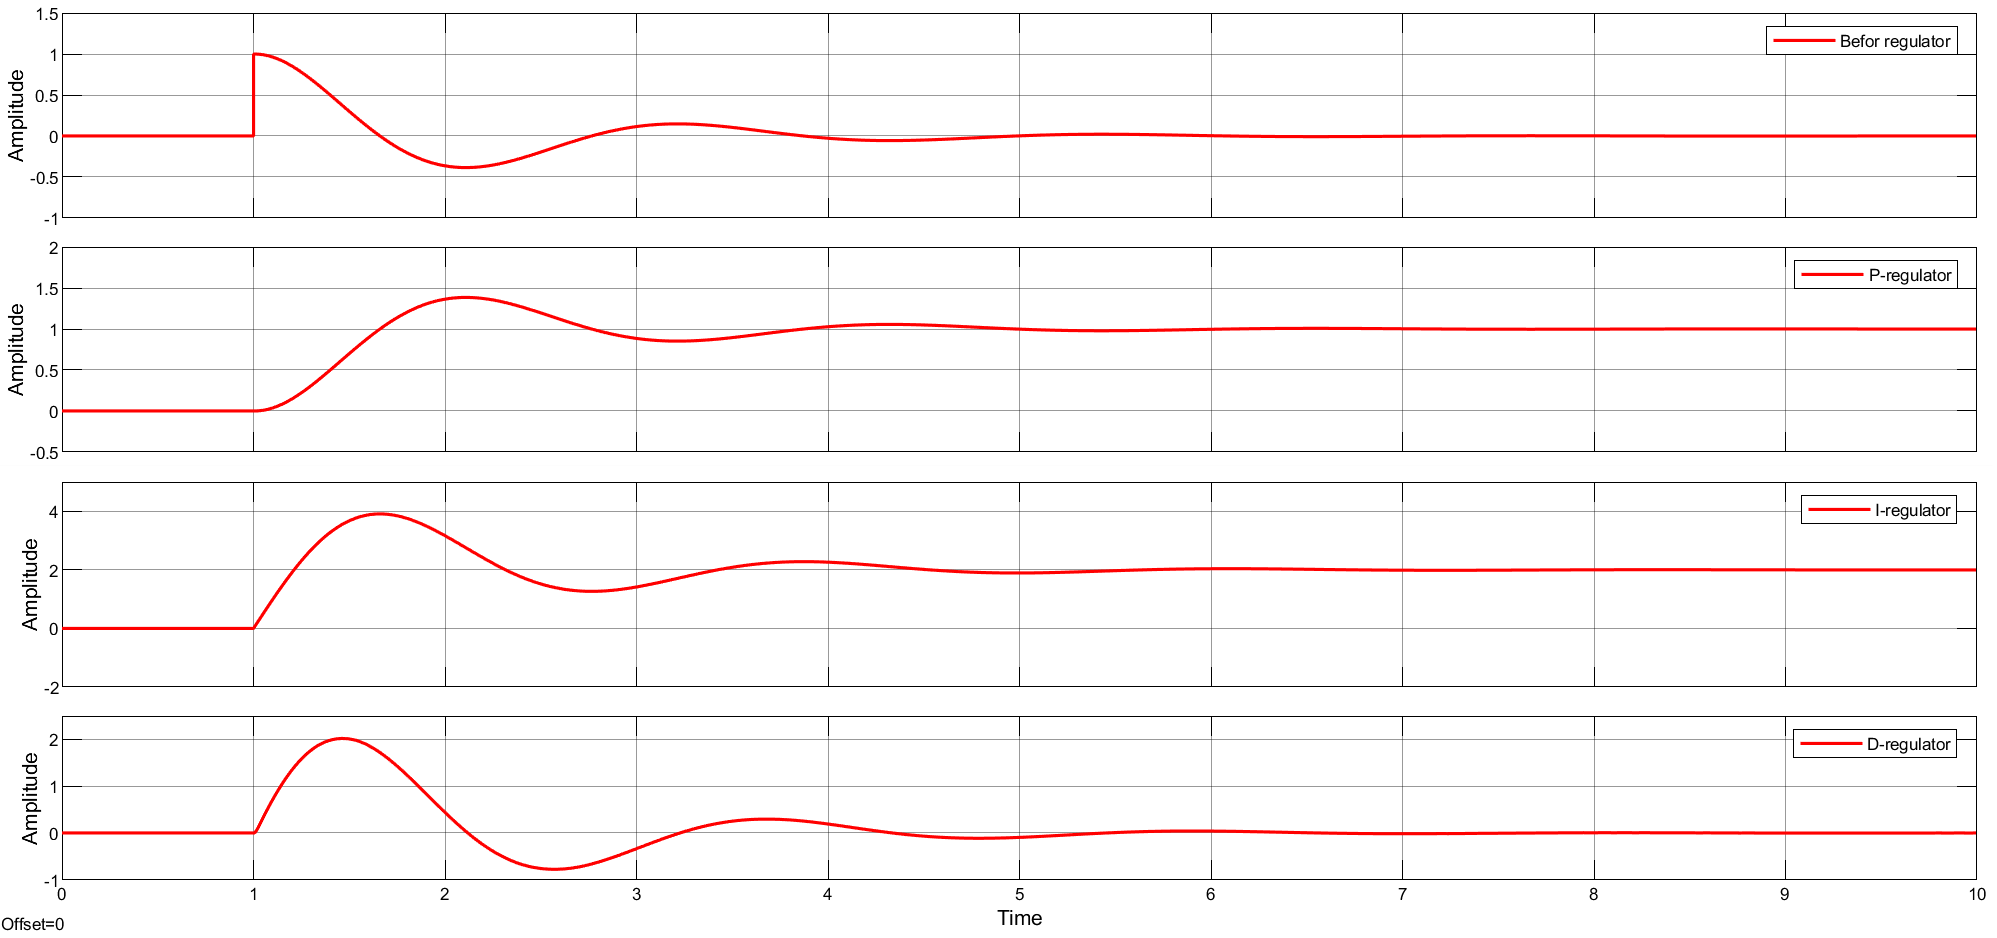 1.5
1
0.5
0
-0.5
-1
Amplitude
Befor regulator
2
1.5
1
0.5
0
-0.5
Amplitude
P-regulator
4
2
0
-2
Amplitude
I-regulator
2
1
0
-1
Amplitude
D-regulator
0 1 2 3 4 5 6 7 8 9 10
Time
Offset=0